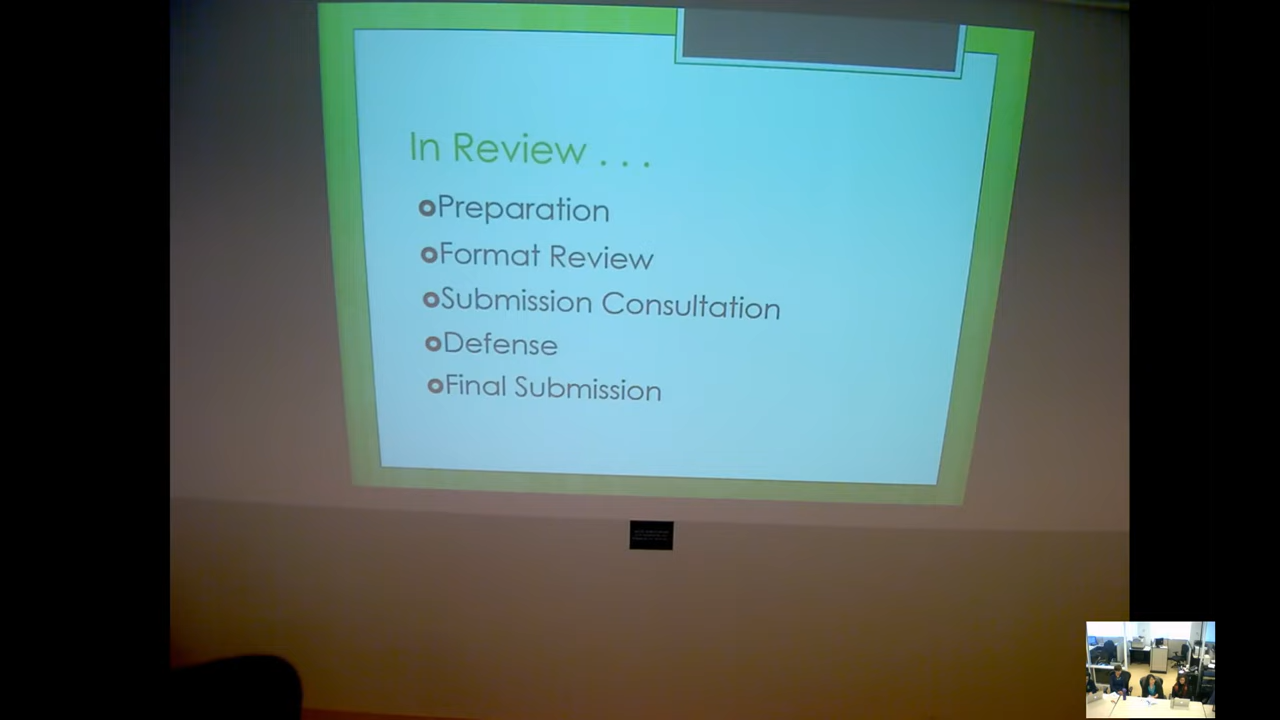 In Review . . .
Preparation
Format Review
Submission Consultation
Defense
Final Submission